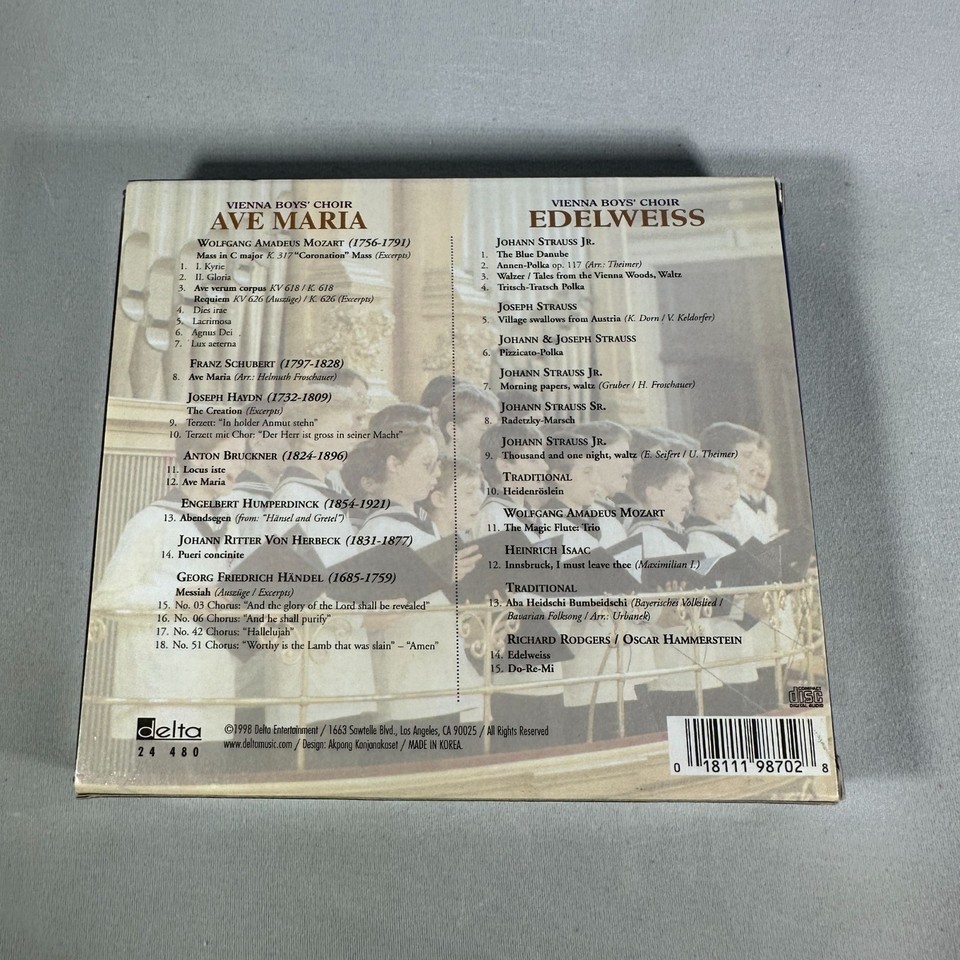 VIENNA BOYS' CHOIR
AVE MARIA
WOLFGANG AMADEUS MOZART (1756-1791)
Mass in C major K. 317 "Coronation" Mass (Excerpts)
1. I. Kyrie
2. II. Gloria
3. Ave verum corpus KV 618 / K. 618
Requiem KV 626 (Auszüge) / K. 626 (Excerpts)
4. Dies irae
5. Lacrimosa
6. Agnus Dei
7. Lux aeterna
FRANZ SCHUBERT (1797-1828)
8. Ave Maria (Arr.: Helmuth Froschauer)
JOSEPH HAYDN (1732-1809)
The Creation (Excerpts)
9. Terzett: "In holder Anmut stehn"
10. Terzett mit Chor: "Der Herr ist gross in seiner Macht"
ANTON BRUCKNER (1824-1896)
11. Locus iste
12. Ave Maria
ENGELBERT HUMPERDINCK (1854-1921)
13. Abendsegen (from: "Hänsel and Gretel")
JOHANN RITTER VON HERBECK (1831-1877)
14. Pueri concinite
GEORG FRIEDRICH HÄNDEL (1685-1759)
Messiah (Auszüge / Excerpts)
15. No. 03 Chorus: "And the glory of the Lord shall be revealed"
16. No. 06 Chorus: "And he shall purify"
17. No. 42 Chorus: "Hallelujah"
18. No. 51 Chorus: "Worthy is the Lamb that was slain" – "Amen"
VIENNA BOYS' CHOIR
EDELWEISS
JOHANN STRAUSS JR.
1. The Blue Danube
2. Annen-Polka op. 117 (Arr.: Theimer)
3. Walzer / Tales from the Vienna Woods, Waltz
4. Tritsch-Tratsch Polka
JOSEPH STRAUSS
5. Village swallows from Austria (K. Dorn / V. Keldorfer)
JOHANN & JOSEPH STRAUSS
6. Pizzicato-Polka
JOHANN STRAUSS JR.
7. Morning papers, waltz (Gruber / H. Froschauer)
JOHANN STRAUSS SR.
8. Radetzky-Marsch
JOHANN STRAUSS JR.
9. Thousand and one night, waltz (E. Seifert / U. Theimer)
TRADITIONAL
10. Heidenröslein
WOLFGANG AMADEUS MOZART
11. The Magic Flute: Trio
HEINRICH ISAAC
12. Innsbruck, I must leave thee (Maximilian I.)
TRADITIONAL
13. Aba Heidschi Bumbeidschi (Bayerisches Volkslied /
Bavarian Folksong / Arr.: Urbanek)
RICHARD RODGERS / OSCAR HAMMERSTEIN
14. Edelweiss
15. Do-Re-Mi
COMPACT
disc
DIGITAL AUDIO
delta
24 480
©1998 Delta Entertainment / 1663 Sawtelle Blvd., Los Angeles, CA 90025 / All Rights Reserved
www.deltamusic.com / Design: Akpong Kanjanakaset / MADE IN KOREA.
0 18111 98702 8